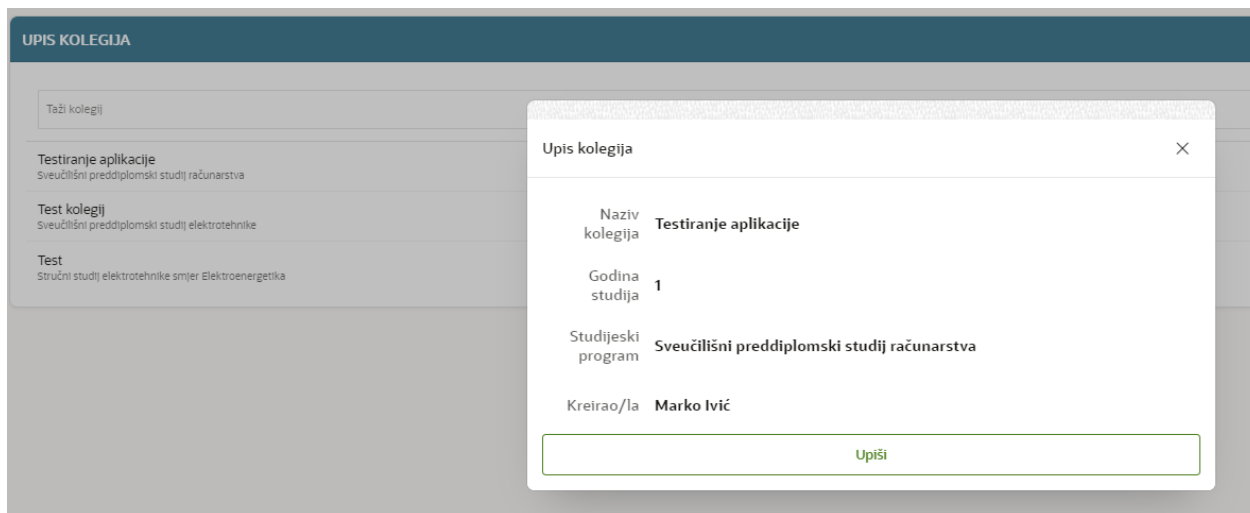 UPIS KOLEGIJA
Taži kolegij
Testiranje aplikacije
Sveučilišni preddiplomski studij računarstva
Test kolegij
Sveučilišni preddiplomski studij elektrotehnike
Test
Stručni studij elektrotehnike smjer Elektroenergetika
Upis kolegija
Naziv
kolegija
Testiranje aplikacije
Godina
studija
1
Studijeski
program
Sveučilišni preddiplomski studij računarstva
Kreirao/la Marko Ivić
Upiši